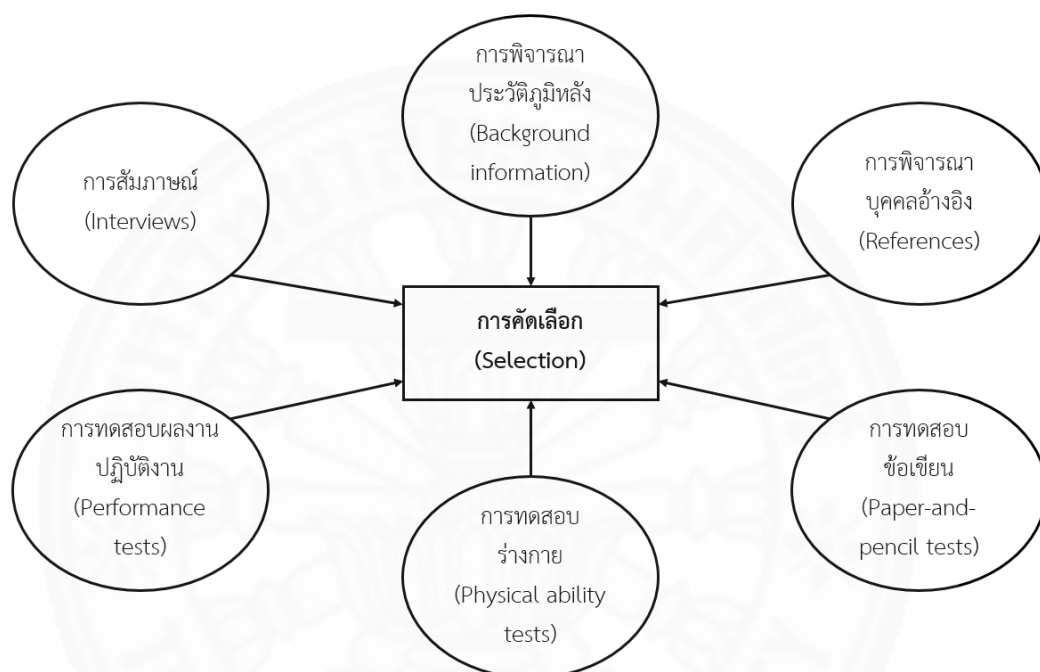 การพิจารณา
ประวัติภูมิหลัง
(Background
information)
การสัมภาษณ์
(Interviews)
การพิจารณา
บุคคลอ้างอิง
(References)
การคัดเลือก
(Selection)
การทดสอบผลงาน
ปฏิบัติงาน
(Performance
tests)
การทดสอบ
ร่างกาย
(Physical ability
tests)
การทดสอบ
ข้อเขียน
(Paper-and-
pencil tests)